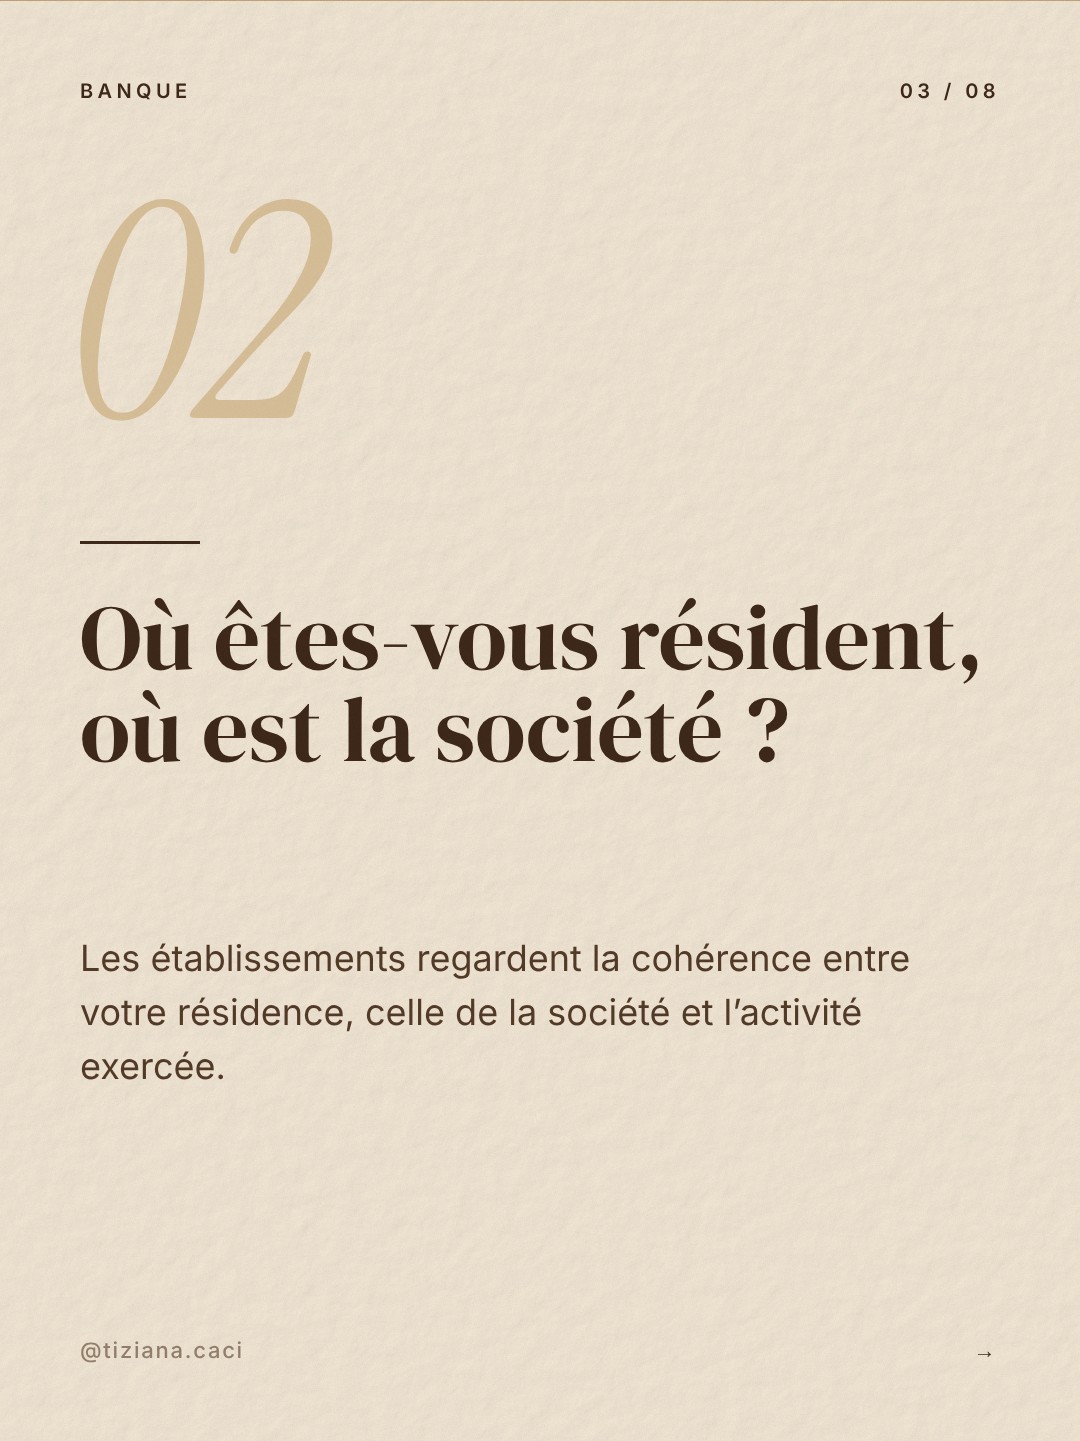 BANQUE
03 / 08
02
Où êtes-vous résident,
où est la société ?
Les établissements regardent la cohérence entre
votre résidence, celle de la société et l’activité
exercée.
@tiziana.caci
→